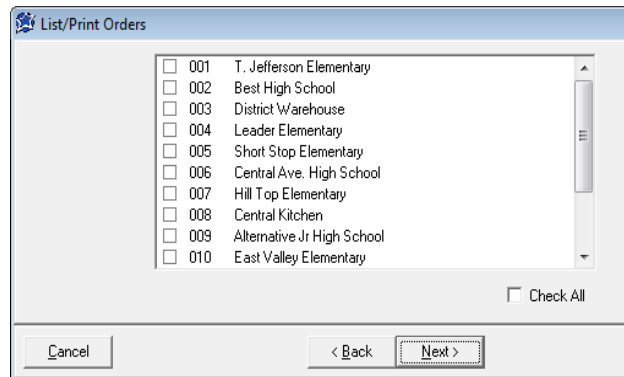 List/Print Orders
001 T. Jefferson Elementary
002 Best High School
003 District Warehouse
004 Leader Elementary
005 Short Stop Elementary
006 Central Ave. High School
007 Hill Top Elementary
008 Central Kitchen
009 Alternative Jr High School
010 East Valley Elementary
Check All
Cancel
< Back
Next >